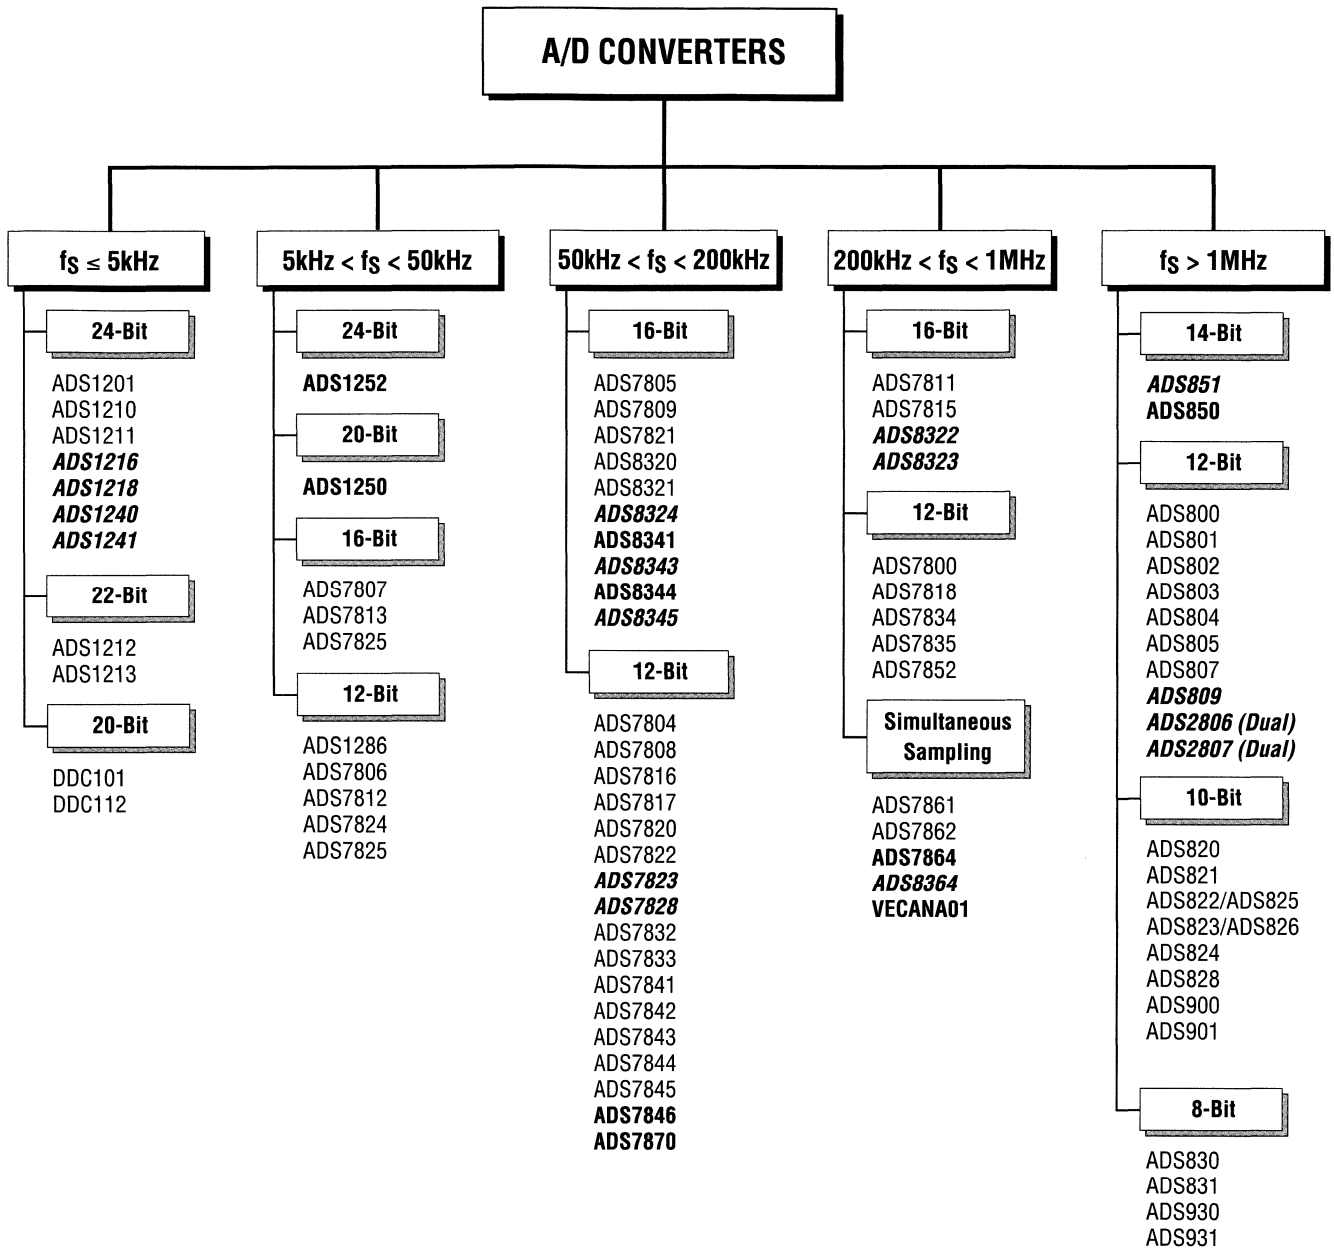 A/D CONVERTERS
fS ≤ 5kHz
24-Bit
ADS1201
ADS1210
ADS1211
ADS1216
ADS1218
ADS1240
ADS1241
22-Bit
ADS1212
ADS1213
20-Bit
DDC101
DDC112
5kHz < fS < 50kHz
24-Bit
ADS1252
20-Bit
ADS1250
16-Bit
ADS7807
ADS7813
ADS7825
12-Bit
ADS1286
ADS7806
ADS7812
ADS7824
ADS7825
50kHz < fS < 200kHz
16-Bit
ADS7805
ADS7809
ADS7821
ADS8320
ADS8321
ADS8324
ADS8341
ADS8343
ADS8344
ADS8345
12-Bit
ADS7804
ADS7808
ADS7816
ADS7817
ADS7820
ADS7822
ADS7823
ADS7828
ADS7832
ADS7833
ADS7841
ADS7842
ADS7843
ADS7844
ADS7845
ADS7846
ADS7870
200kHz < fS < 1MHz
16-Bit
ADS7811
ADS7815
ADS8322
ADS8323
12-Bit
ADS7800
ADS7818
ADS7834
ADS7835
ADS7852
Simultaneous
Sampling
ADS7861
ADS7862
ADS7864
ADS8364
VECANA01
fS > 1MHz
14-Bit
ADS851
ADS850
12-Bit
ADS800
ADS801
ADS802
ADS803
ADS804
ADS805
ADS807
ADS809
ADS2806 (Dual)
ADS2807 (Dual)
10-Bit
ADS820
ADS821
ADS822/ADS825
ADS823/ADS826
ADS824
ADS828
ADS900
ADS901
8-Bit
ADS830
ADS831
ADS930
ADS931